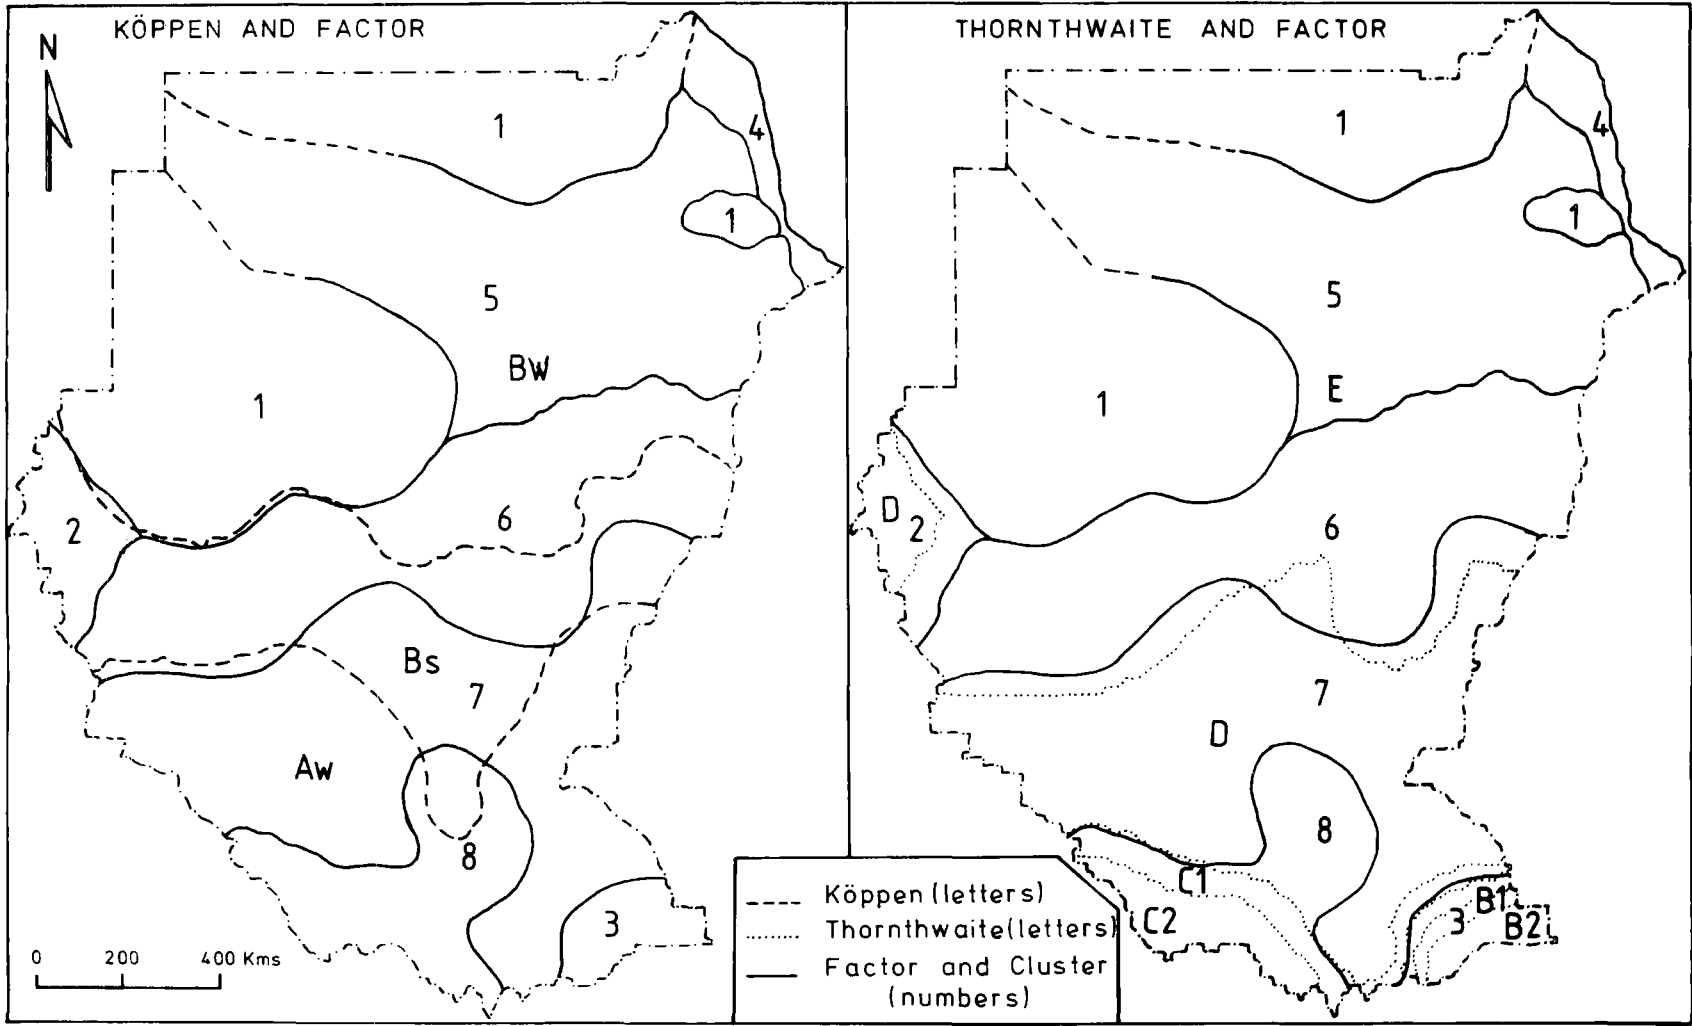 KÖPPEN AND FACTOR
N
1
4
1
5
BW
1
6
2
Bs
7
Aw
8
3
0 200 400 Kms
THORNTHWAITE AND FACTOR
1
4
1
5
E
1
D
2
6
7
D
8
C1
C2
B1
3
B2
Köppen (letters)
Thornthwaite (letters)
Factor and Cluster
(numbers)